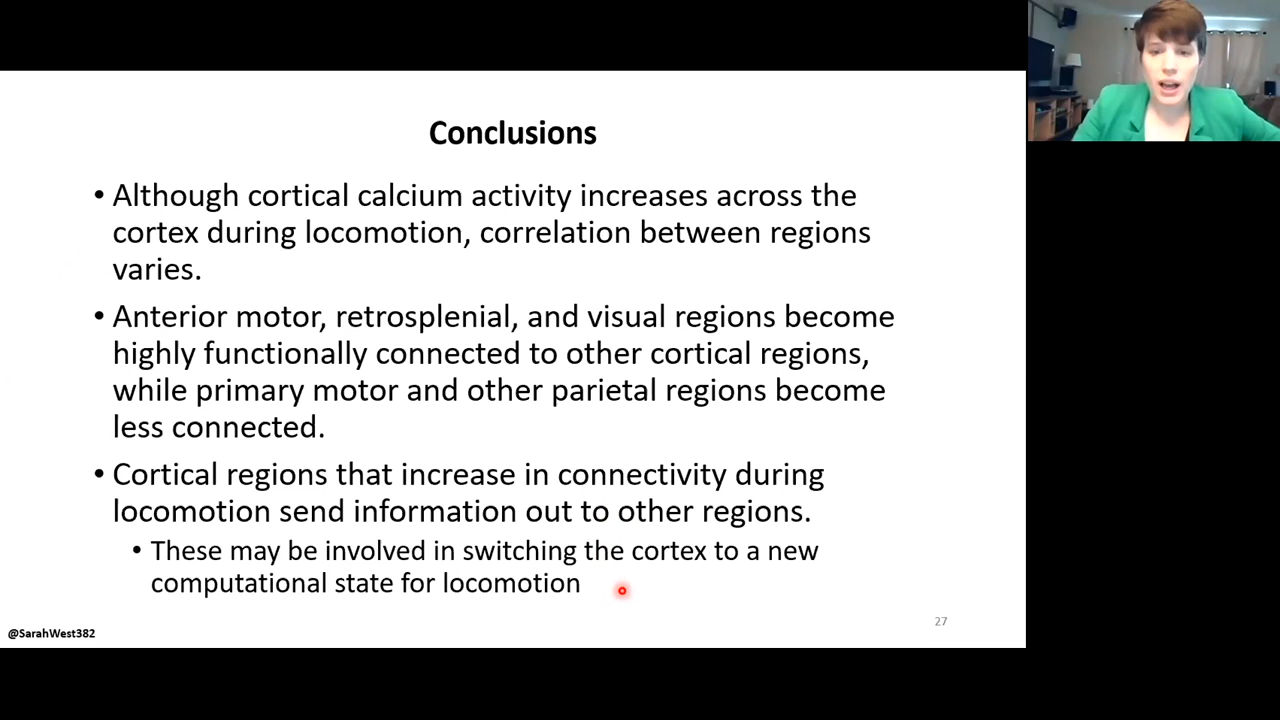 Conclusions
• Although cortical calcium activity increases across the
cortex during locomotion, correlation between regions
varies.
• Anterior motor, retrosplenial, and visual regions become
highly functionally connected to other cortical regions,
while primary motor and other parietal regions become
less connected.
• Cortical regions that increase in connectivity during
locomotion send information out to other regions.
• These may be involved in switching the cortex to a new
computational state for locomotion
27
@SarahWest382